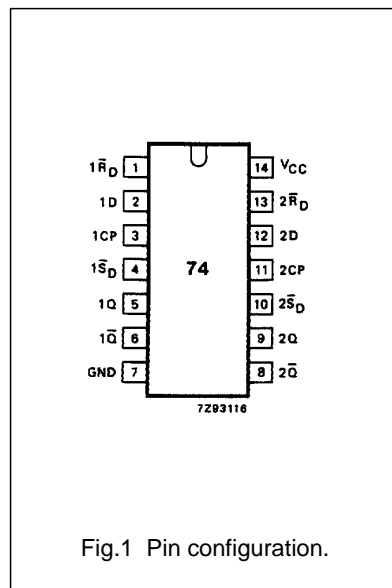 1R̅D 1 14 VCC
1D 2 13 2R̅D
1CP 3 12 2D
1S̅D 4 74 11 2CP
1Q 5 10 2S̅D
1Q̅ 6 9 2Q
GND 7 8 2Q̅
7Z93116
Fig.1 Pin configuration.